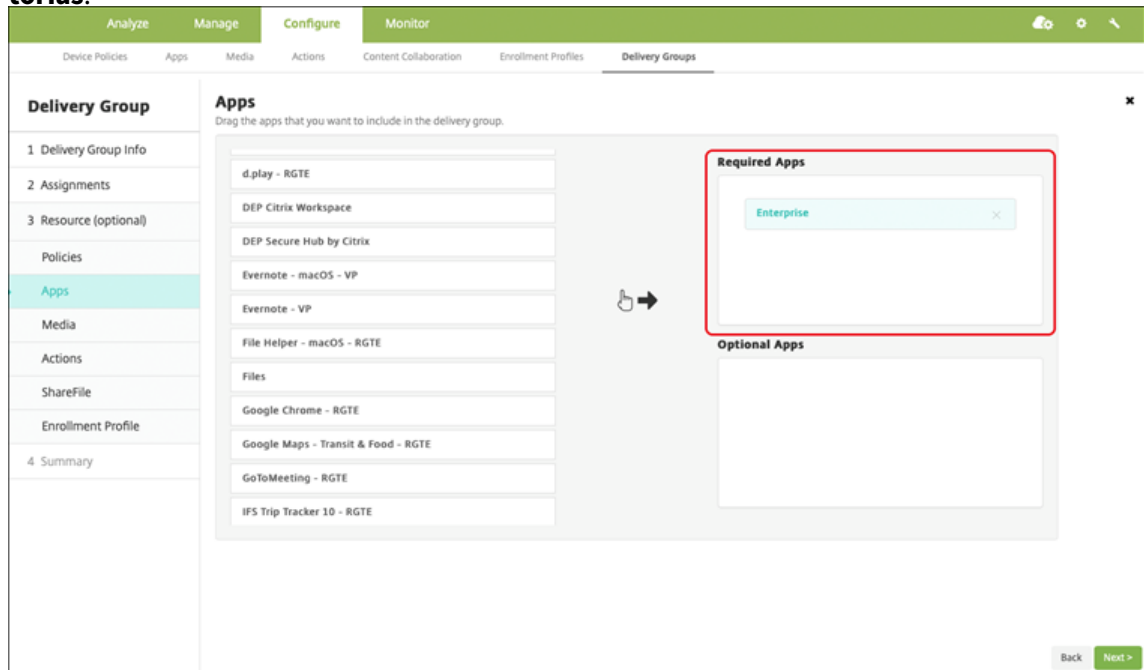 torias.
Analyze Manage Configure Monitor
Device Policies Apps Media Actions Content Collaboration Enrollment Profiles Delivery Groups
Delivery Group
1 Delivery Group Info
2 Assignments
3 Resource (optional)
Policies
Apps
Media
Actions
ShareFile
Enrollment Profile
4 Summary
Apps
Drag the apps that you want to include in the delivery group.
d.play - RGTE
DEP Citrix Workspace
DEP Secure Hub by Citrix
Evernote - macOS - VP
Evernote - VP
File Helper - macOS - RGTE
Files
Google Chrome - RGTE
Google Maps - Transit & Food - RGTE
GoToMeeting - RGTE
IFS Trip Tracker 10 - RGTE
Required Apps
Enterprise
Optional Apps
Back Next >